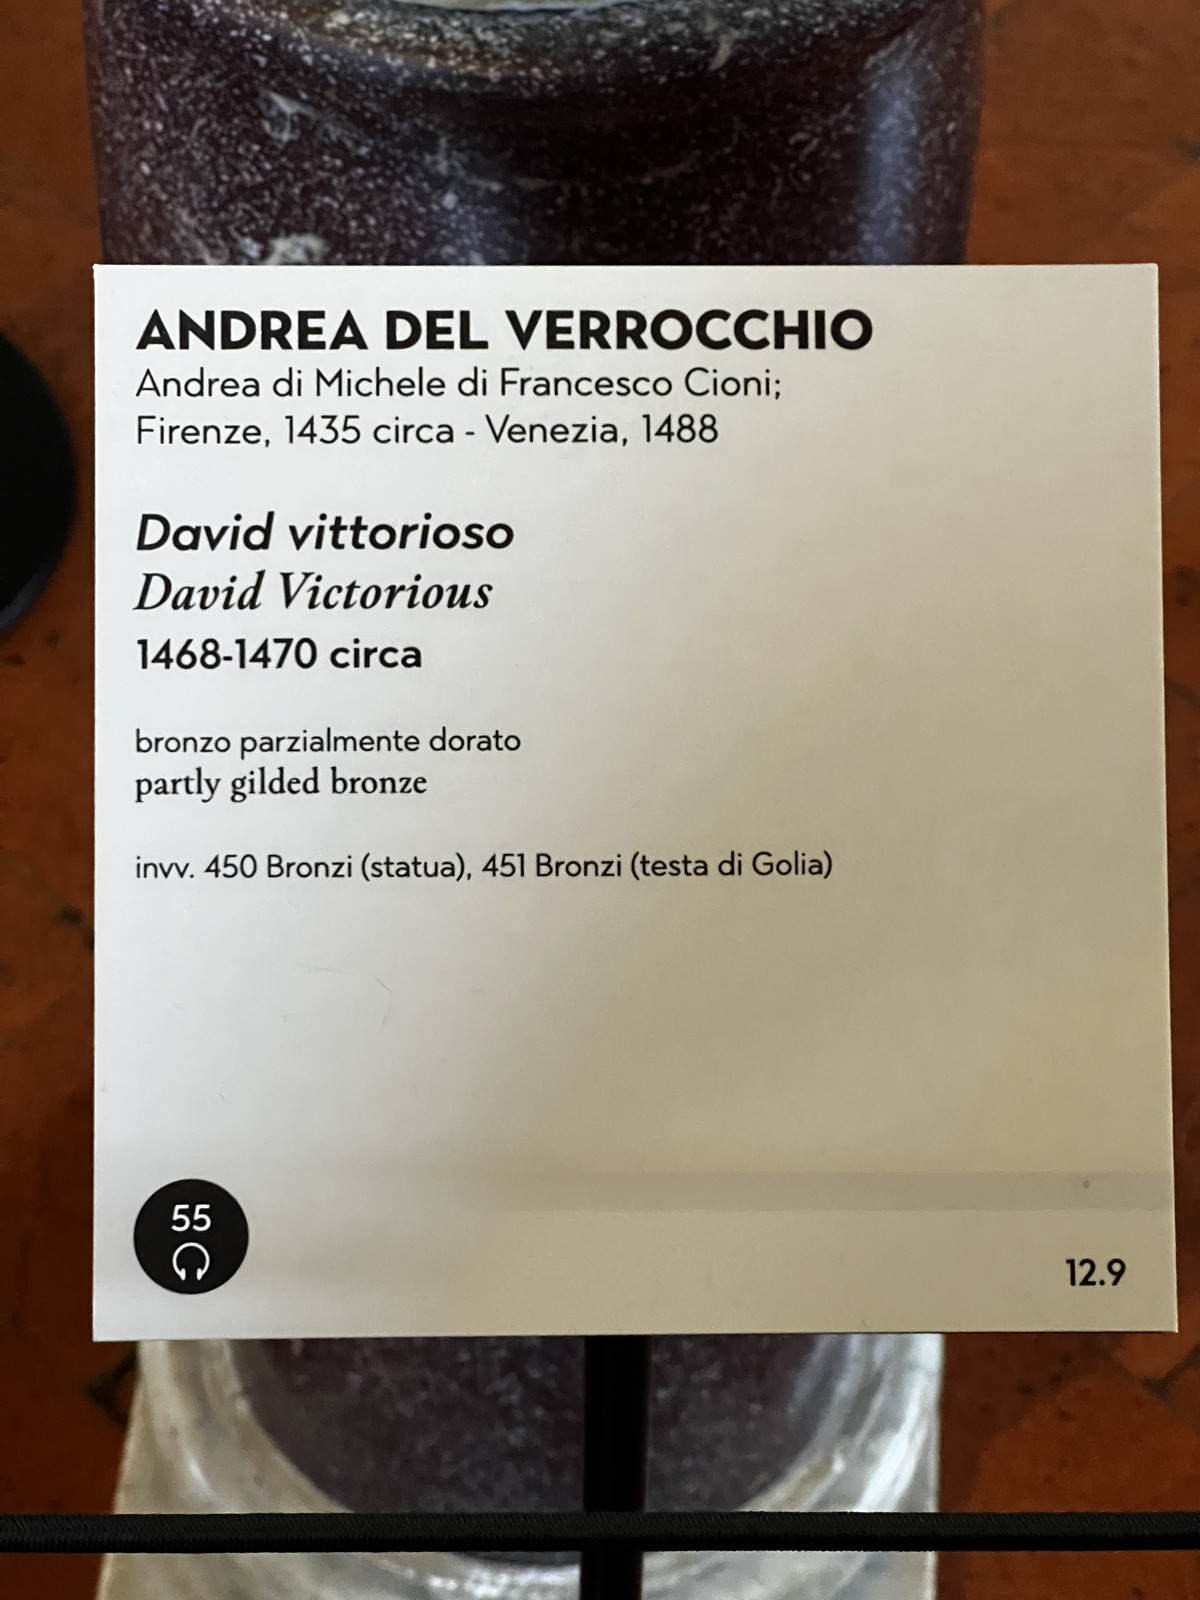 ANDREA DEL VERROCCHIO
Andrea di Michele di Francesco Cioni;
Firenze, 1435 circa - Venezia, 1488
David vittorioso
David Victorious
1468-1470 circa
bronzo parzialmente dorato
partly gilded bronze
invv. 450 Bronzi (statua), 451 Bronzi (testa di Golia)
55
12.9